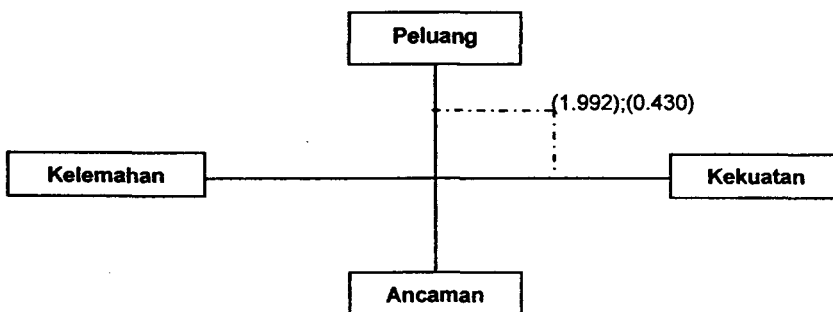 Peluang
(1.992);(0.430)
Kelemahan
Kekuatan
Ancaman